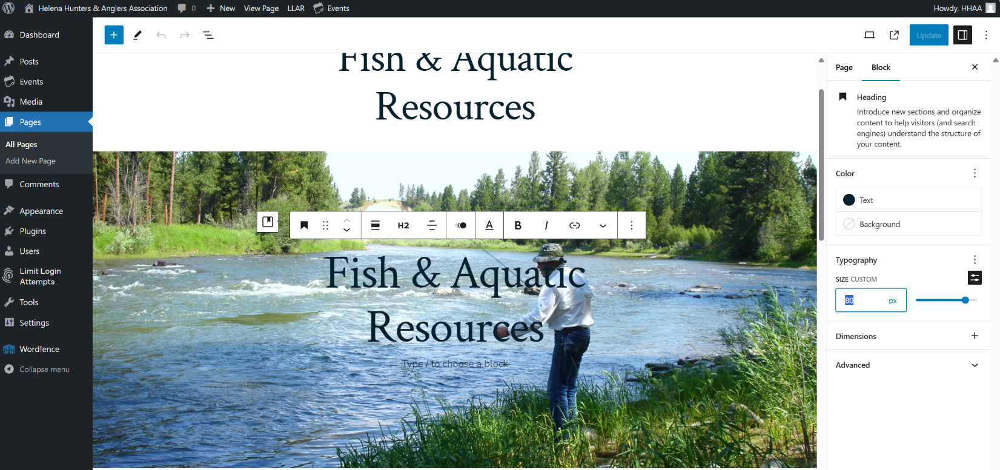 Helena Hunters & Anglers Association
0
New
View Page
LLAR
Events
Howdy, HHAA
Dashboard
Posts
Events
Media
Pages
All Pages
Add New Page
Comments
Appearance
Plugins
Users
Limit Login
Attempts
Tools
Settings
Wordfence
Collapse menu
Update
Fish & Aquatic
Resources
H2
A
B
I
Fish & Aquatic
Resources
Type / to choose a block
Page
Block
Heading
Introduce new sections and organize
content to help visitors (and search
engines) understand the structure of
your content.
Color
Text
Background
Typography
SIZE CUSTOM
80
px
Dimensions
Advanced